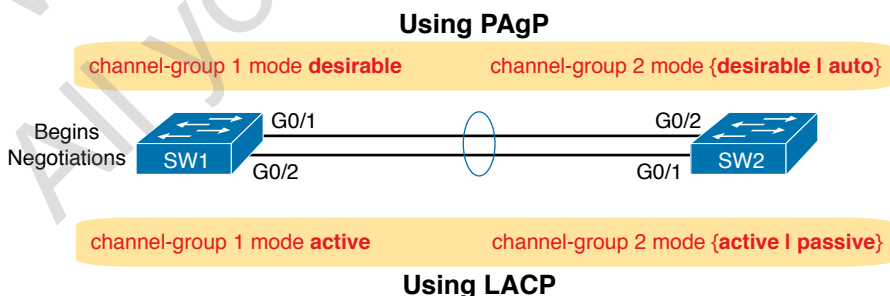 Using PAgP
channel-group 1 mode desirable
channel-group 2 mode {desirable | auto}
Begins
Negotiations
SW1
G0/1
G0/2
G0/2
G0/1
SW2
channel-group 1 mode active
channel-group 2 mode {active | passive}
Using LACP
All yo